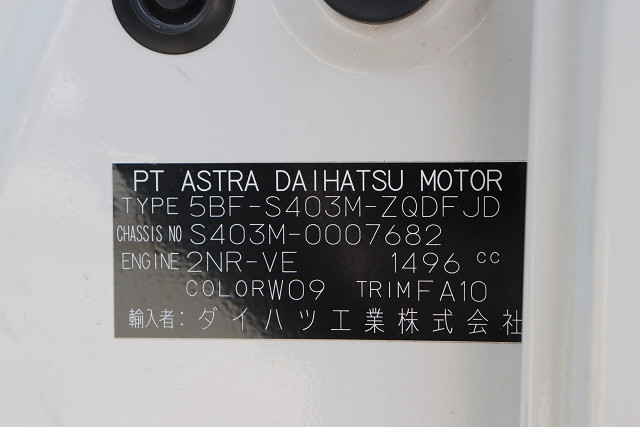 PT ASTRA DAIHATSU MOTOR
TYPE 5BF-S403M-ZQDFJD
CHASSIS NO S403M-0007682
ENGINE 2NR-VE 1496 CC
COLOR W09 TRIM FA10
輸入者: ダイハツ工業株式会社